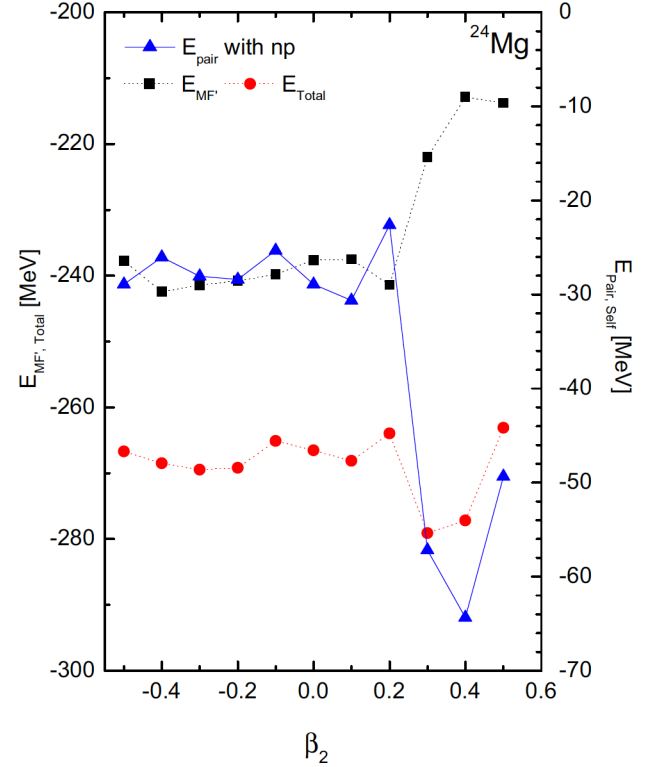 -200
-220
-240
-260
-280
-300
E_MF', Total [MeV]
E_pair with np
E_MF' E_Total
24Mg
0
-10
-20
-30
-40
-50
-60
-70
E_Pair, Self [MeV]
-0.4 -0.2 0.0 0.2 0.4 0.6
β2